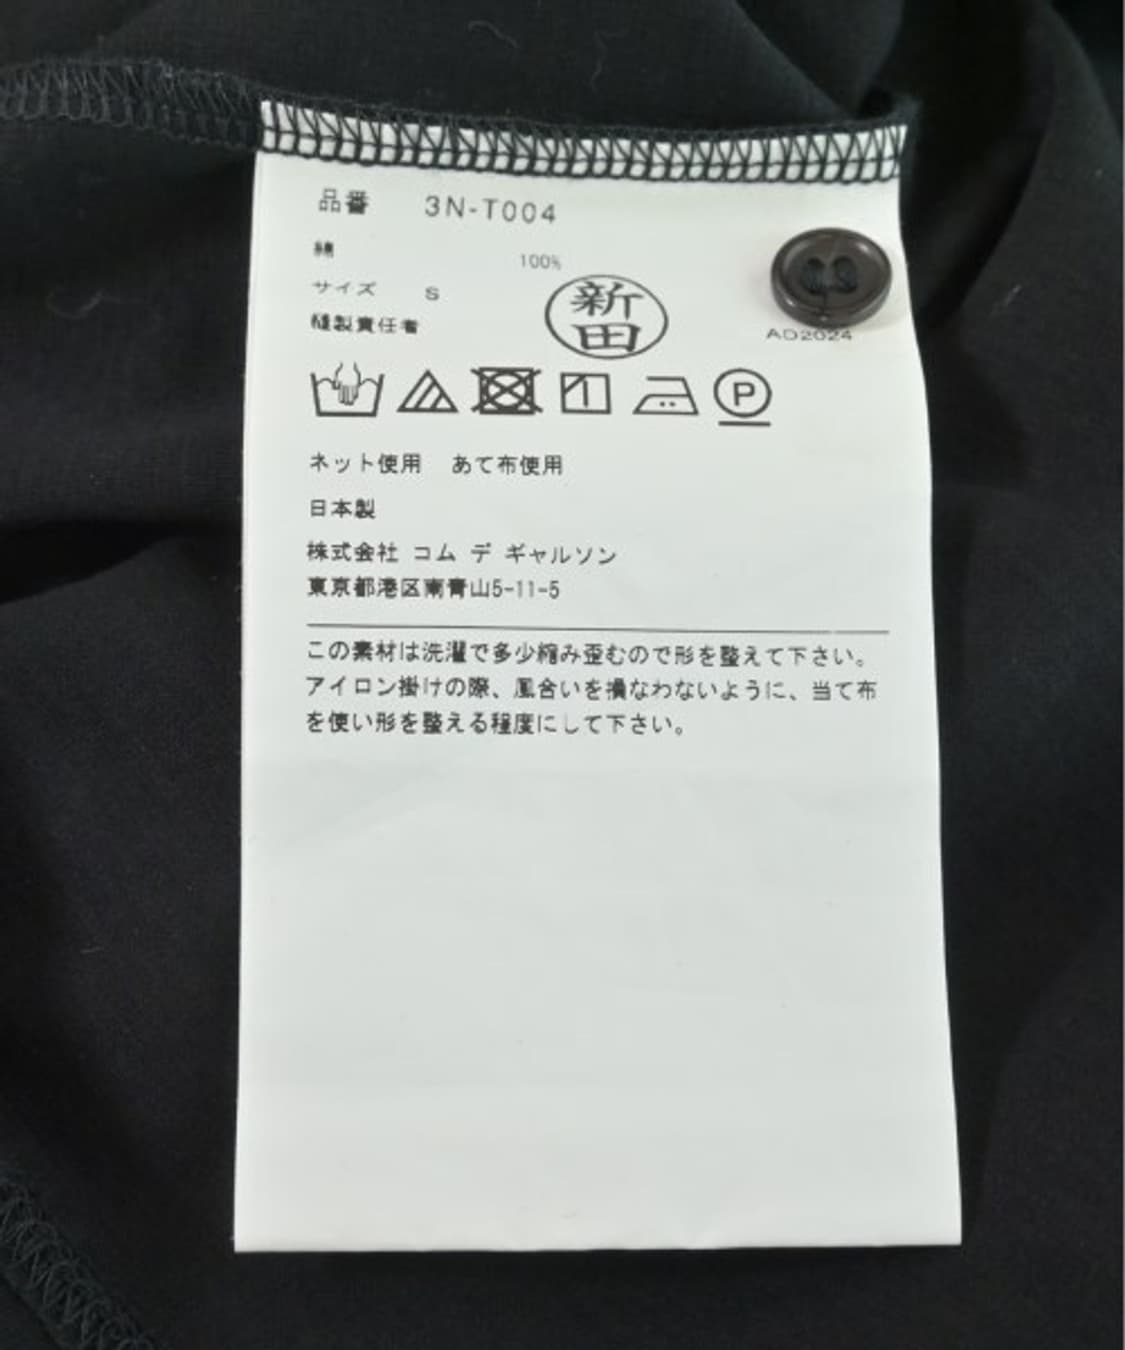 品番 3N-T004
綿 100%
サイズ S
縫製責任者 新田
AD2024
P
ネット使用 あて布使用
日本製
株式会社 コム デ ギャルソン
東京都港区南青山5-11-5
この素材は洗濯で多少縮み歪むので形を整えて下さい。
アイロン掛けの際、風合いを損なわないように、当て布
を使い形を整える程度にして下さい。